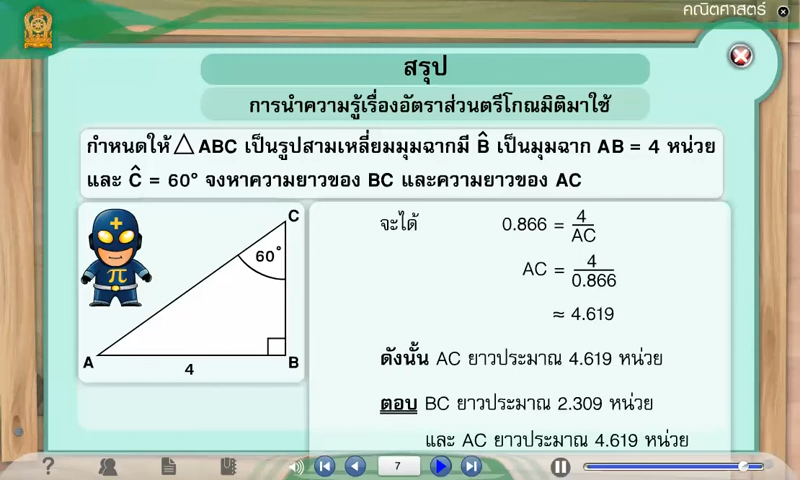 คณิตศาสตร์
สรุป
การนำความรู้เรื่องอัตราส่วนตรีโกณมิติมาใช้
กำหนดให้ △ ABC เป็นรูปสามเหลี่ยมมุมฉากมี B̂ เป็นมุมฉาก AB = 4 หน่วย
และ Ĉ = 60° จงหาความยาวของ BC และความยาวของ AC
C
60°
A
B
4
π
จะได้ 0.866 = 4/AC
AC = 4/0.866
≈ 4.619
ดังนั้น AC ยาวประมาณ 4.619 หน่วย
ตอบ BC ยาวประมาณ 2.309 หน่วย
และ AC ยาวประมาณ 4.619 หน่วย
7